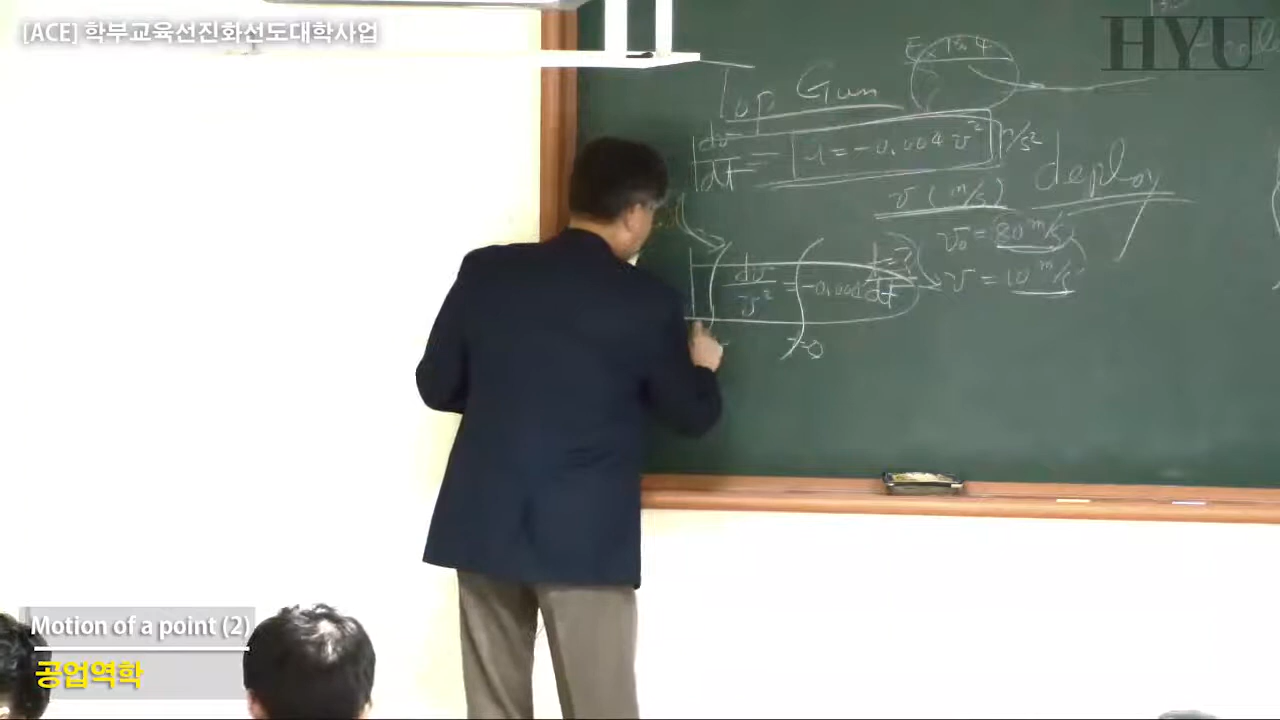 [ACE] 학부교육선진화선도대학사업
HYU
Top Gun
dv/dt = a = -0.004 v² m/s²
deploy
v (m/s)
v₀ = 80 m/s
v = 10 m/s
dv/v² = -0.004 dt
t=?
t=0
Motion of a point (2)
공업역학